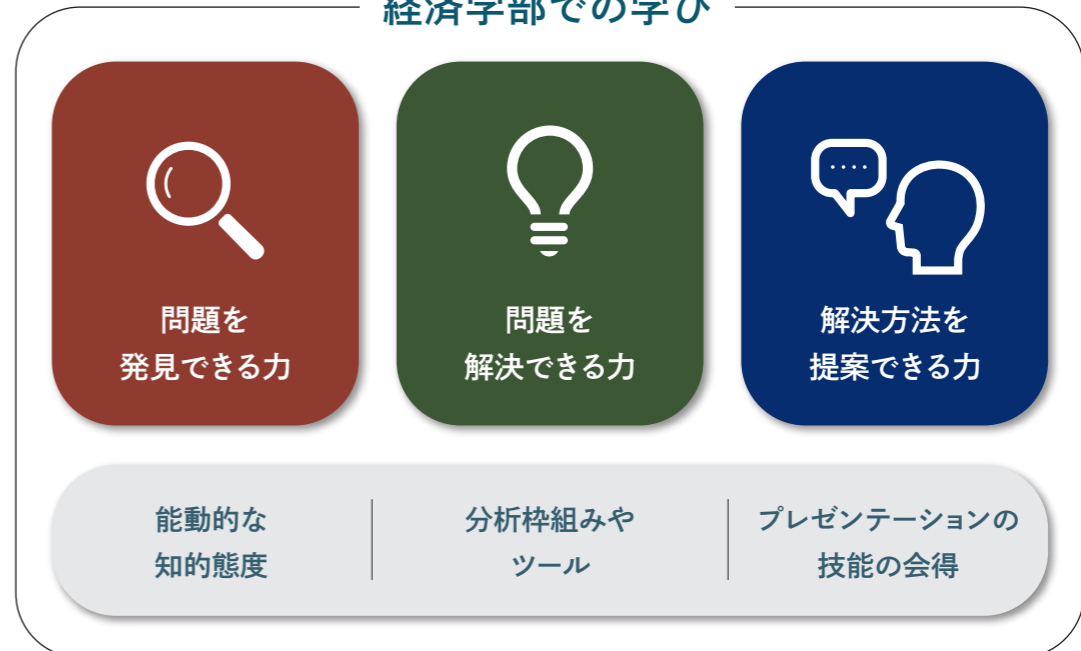 経済学部での学び
問題を
発見できる力
問題を
解決できる力
解決方法を
提案できる力
能動的な
知的態度
分析枠組みや
ツール
プレゼンテーションの
技能の会得